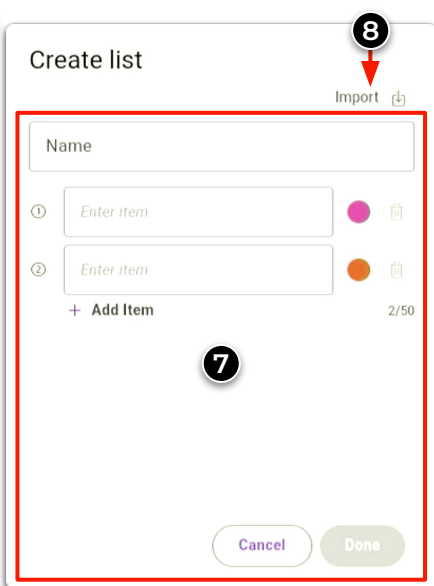 8
Create list
Import
Name
1 Enter item
2 Enter item
+ Add Item 2/50
7
Cancel Done